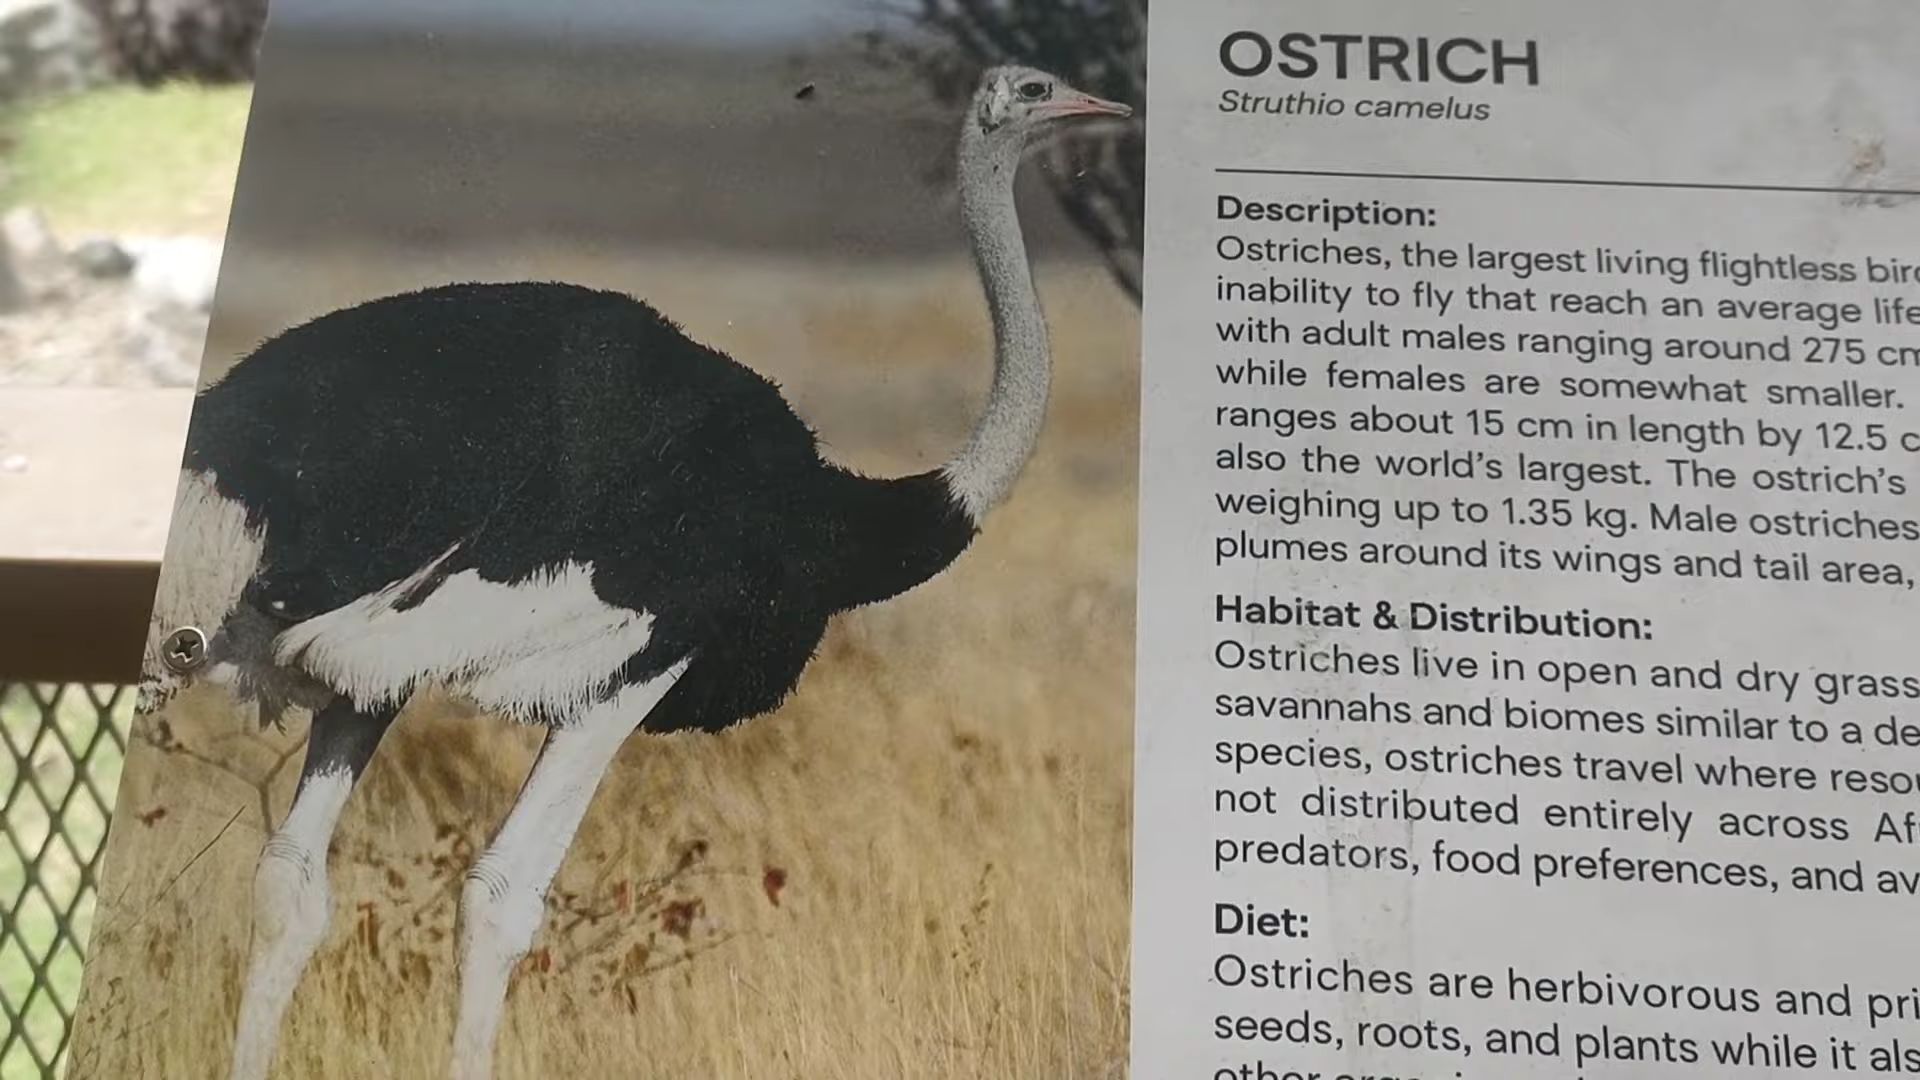 OSTRICH
Struthio camelus
Description:
Ostriches, the largest living flightless
inability to fly that reach an average
with adult males ranging around 275
while females are somewhat smaller.
ranges about 15 cm in length by 12.5
also the world's largest. The ostrich's
weighing up to 1.35 kg. Male ostriches
plumes around its wings and tail area,
Habitat & Distribution:
Ostriches live in open and dry
savannahs and biomes similar to a
species, ostriches travel where
not distributed entirely across
predators, food preferences, and
Diet:
Ostriches are herbivorous and
seeds, roots, and plants while it
other